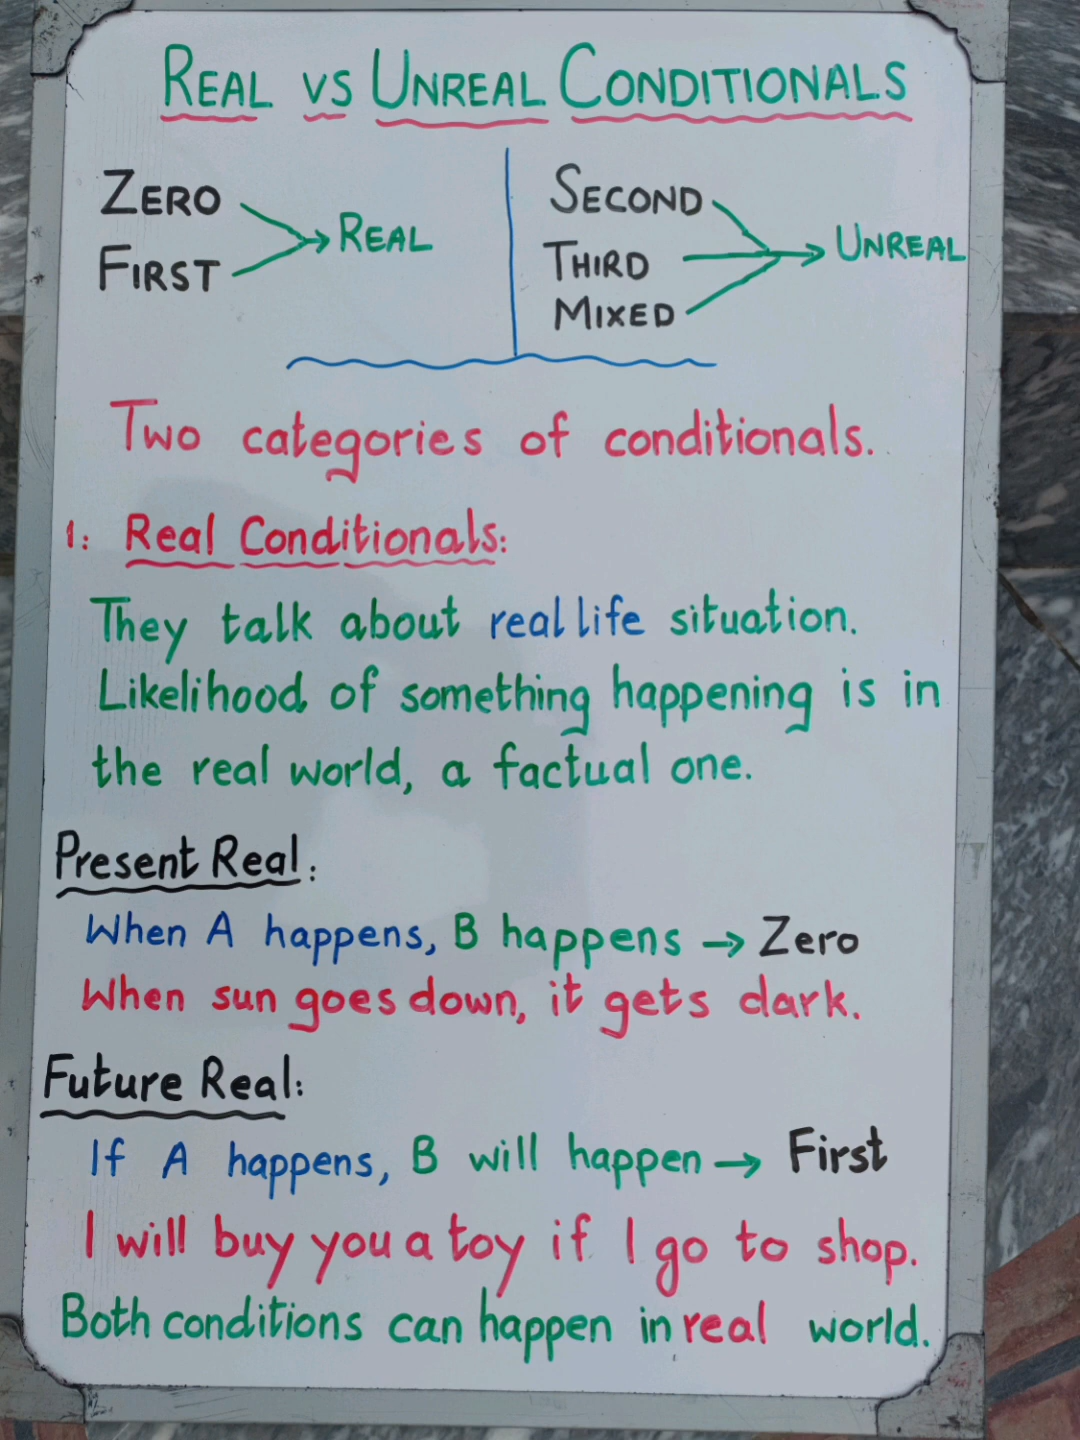 REAL VS UNREAL CONDITIONALS
ZERO
FIRST
REAL
SECOND
THIRD
MIXED
UNREAL
Two categories of conditionals.
1: Real Conditionals:
They talk about real life situation.
Likelihood of something happening is in
the real world, a factual one.
Present Real:
When A happens, B happens → Zero
When sun goes down, it gets dark.
Future Real:
If A happens, B will happen → First
I will buy you a toy if I go to shop.
Both conditions can happen in real world.